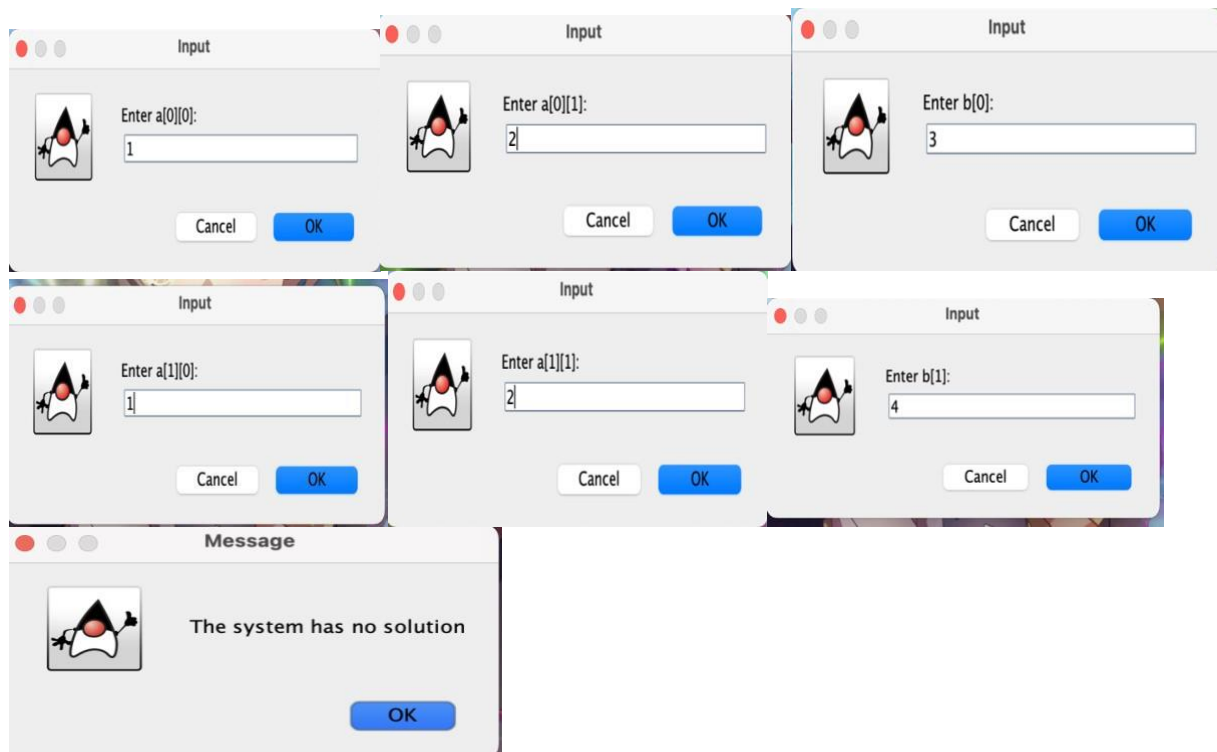 Input
Enter a[0][0]:
1
Cancel OK
Input
Enter a[0][1]:
2
Cancel OK
Input
Enter b[0]:
3
Cancel OK
Input
Enter a[1][0]:
1
Cancel OK
Input
Enter a[1][1]:
2
Cancel OK
Input
Enter b[1]:
4
Cancel OK
Message
The system has no solution
OK